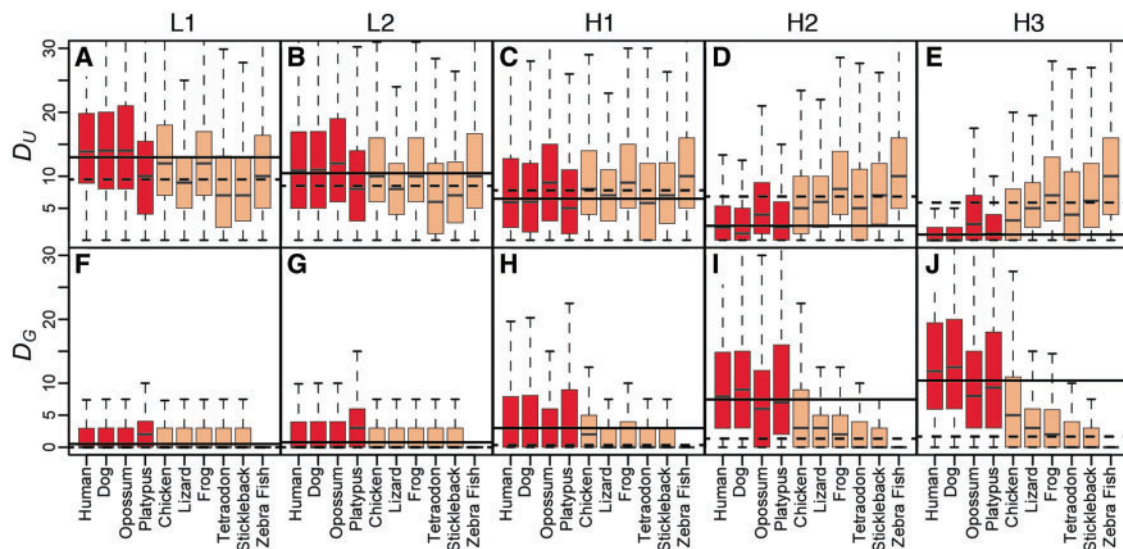 L1 L2 H1 H2 H3
A B C D E
D_U
30
20
10
5
F G H I J
D_G
30
20
10
5
0
Human Dog Opossum Platypus Chicken Lizard Frog Tetraodon Stickleback Zebra Fish
Human Dog Opossum Platypus Chicken Lizard Frog Tetraodon Stickleback Zebra Fish
Human Dog Opossum Platypus Chicken Lizard Frog Tetraodon Stickleback Zebra Fish
Human Dog Opossum Platypus Chicken Lizard Frog Tetraodon Stickleback Zebra Fish
Human Dog Opossum Platypus Chicken Lizard Frog Tetraodon Stickleback Zebra Fish